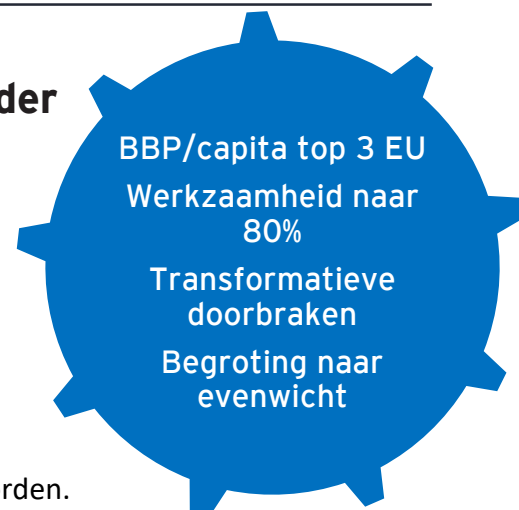 der
BBP/capita top 3 EU
Werkzaamheid naar
80%
Transformatieve
doorbraken
Begroting naar
evenwicht
rden.